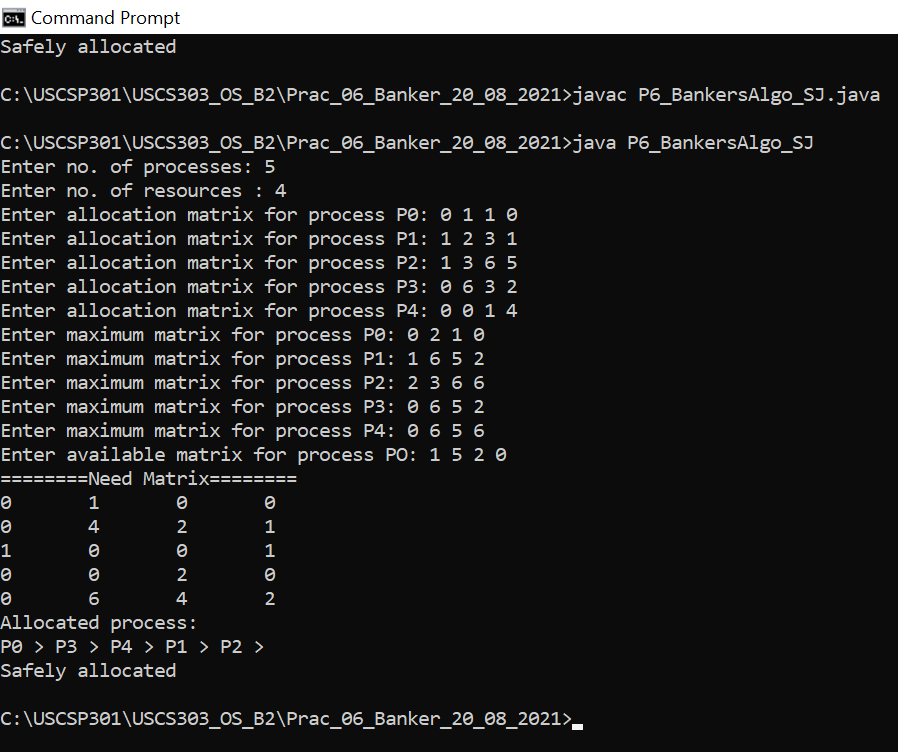 Command Prompt
Safely allocated
C:\USCSP301\USCS303_OS_B2\Prac_06_Banker_20_08_2021>javac P6_BankersAlgo_SJ.java
C:\USCSP301\USCS303_OS_B2\Prac_06_Banker_20_08_2021>java P6_BankersAlgo_SJ
Enter no. of processes: 5
Enter no. of resources : 4
Enter allocation matrix for process P0: 0 1 1 0
Enter allocation matrix for process P1: 1 2 3 1
Enter allocation matrix for process P2: 1 3 6 5
Enter allocation matrix for process P3: 0 6 3 2
Enter allocation matrix for process P4: 0 0 1 4
Enter maximum matrix for process P0: 0 2 1 0
Enter maximum matrix for process P1: 1 6 5 2
Enter maximum matrix for process P2: 2 3 6 6
Enter maximum matrix for process P3: 0 6 5 2
Enter maximum matrix for process P4: 0 6 5 6
Enter available matrix for process PO: 1 5 2 0
========Need Matrix========
0 1 0 0
0 4 2 1
1 0 0 1
0 0 2 0
0 6 4 2
Allocated process:
P0 > P3 > P4 > P1 > P2 >
Safely allocated
C:\USCSP301\USCS303_OS_B2\Prac_06_Banker_20_08_2021>